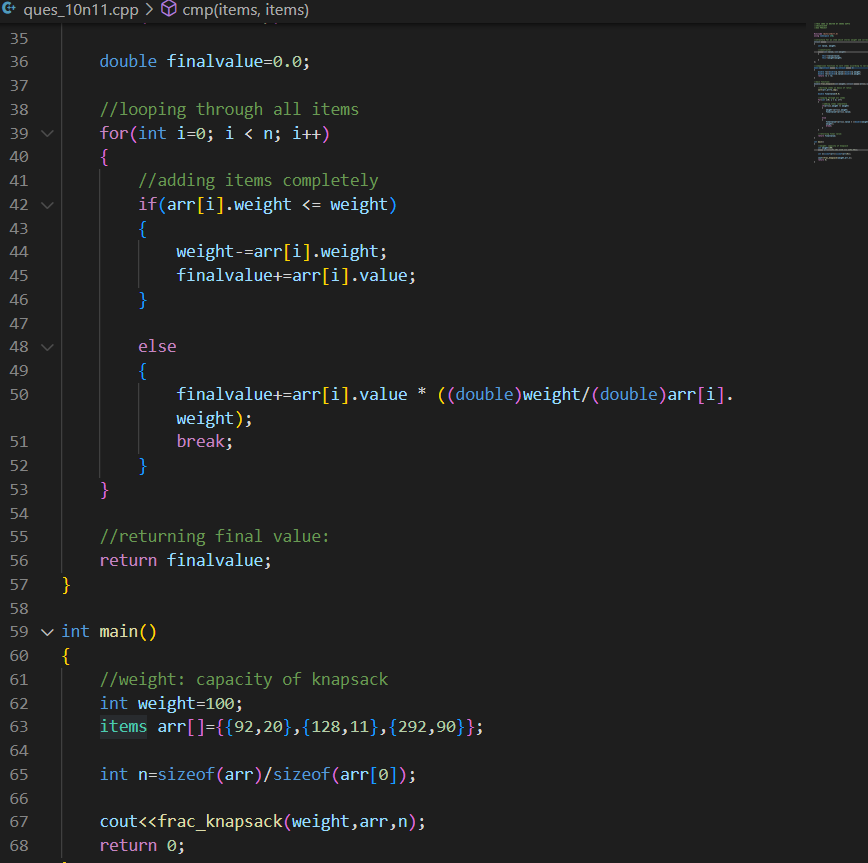 ques_10n11.cpp > cmp(items, items)
35
36 double finalvalue=0.0;
37
38 //looping through all items
39 for(int i=0; i < n; i++)
40 {
41 //adding items completely
42 if(arr[i].weight <= weight)
43 {
44 weight-=arr[i].weight;
45 finalvalue+=arr[i].value;
46 }
47
48 else
49 {
50 finalvalue+=arr[i].value * ((double)weight/(double)arr[i].
weight);
51 break;
52 }
53 }
54
55 //returning final value:
56 return finalvalue;
57 }
58
59 int main()
60 {
61 //weight: capacity of knapsack
62 int weight=100;
63 items arr[]={{92,20},{128,11},{292,90}};
64
65 int n=sizeof(arr)/sizeof(arr[0]);
66
67 cout<<frac_knapsack(weight,arr,n);
68 return 0;